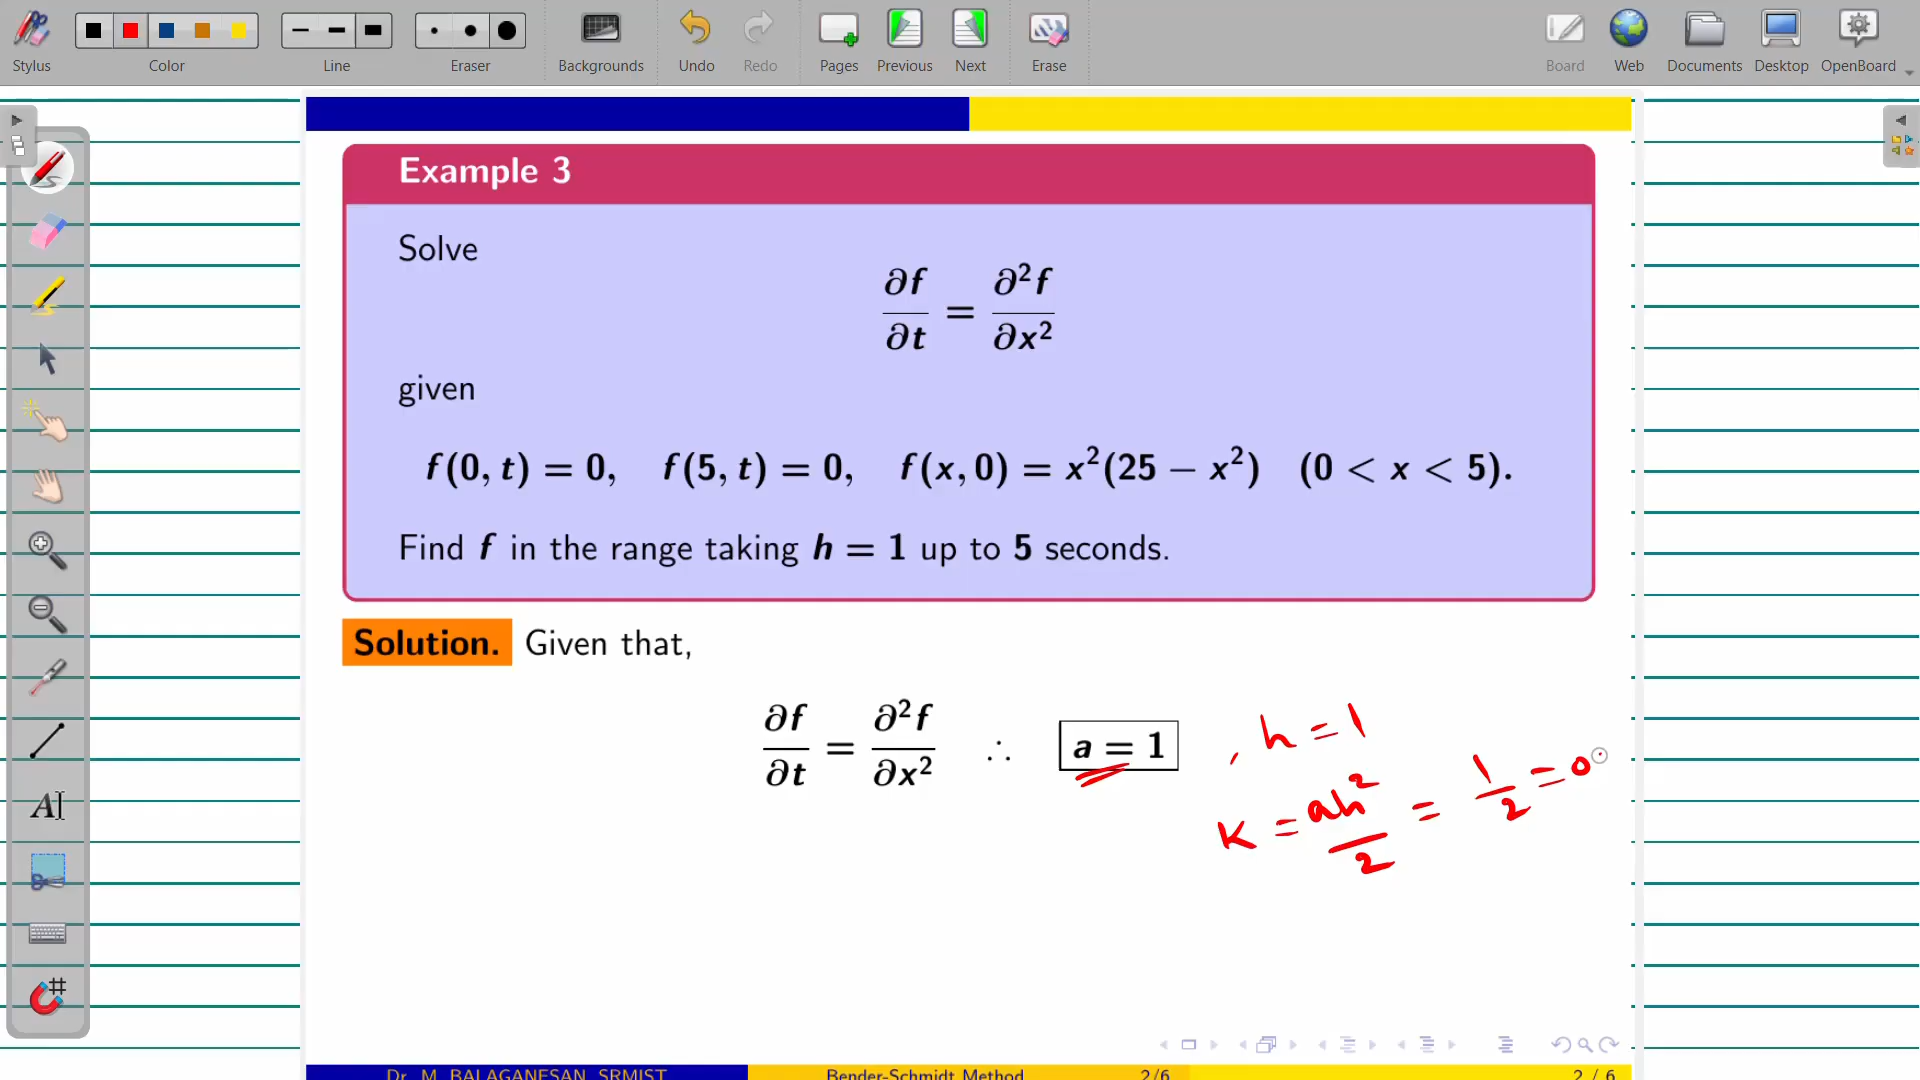 Stylus Color Line Eraser Backgrounds Undo Redo Pages Previous Next Erase Board Web Documents Desktop OpenBoard
Example 3
Solve
∂f/∂t = ∂²f/∂x²
given
f(0, t) = 0, f(5, t) = 0, f(x, 0) = x²(25 − x²) (0 < x < 5).
Find f in the range taking h = 1 up to 5 seconds.
Solution. Given that,
∂f/∂t = ∂²f/∂x² ∴ a = 1 , h = 1
K = ah²/2 = 1/2 = 0
Dr. M. BALAGANESAN, SRMIST Bender-Schmidt Method 2/6 2 / 6